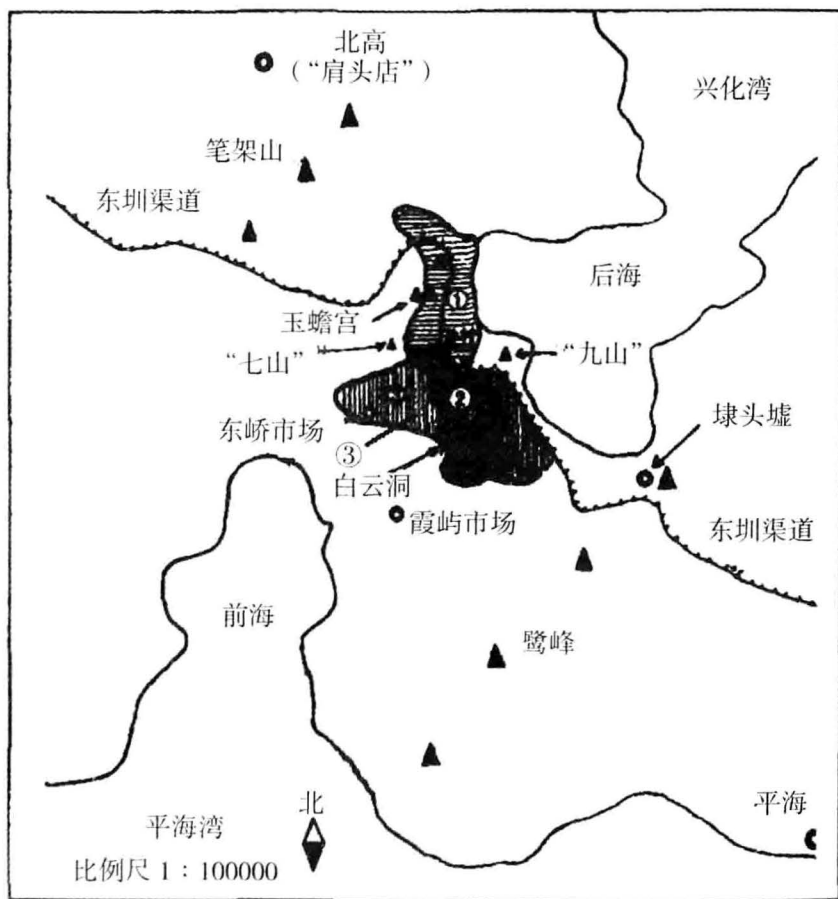 北高
（“肩头店”）
兴化湾
笔架山
东圳渠道
后海
①
玉蟾宫
“七山”
“九山”
②
埭头墟
东峤市场
③
白云洞
霞屿市场
东圳渠道
前海
鹭峰
北
平海
平海湾
比例尺 1：100000